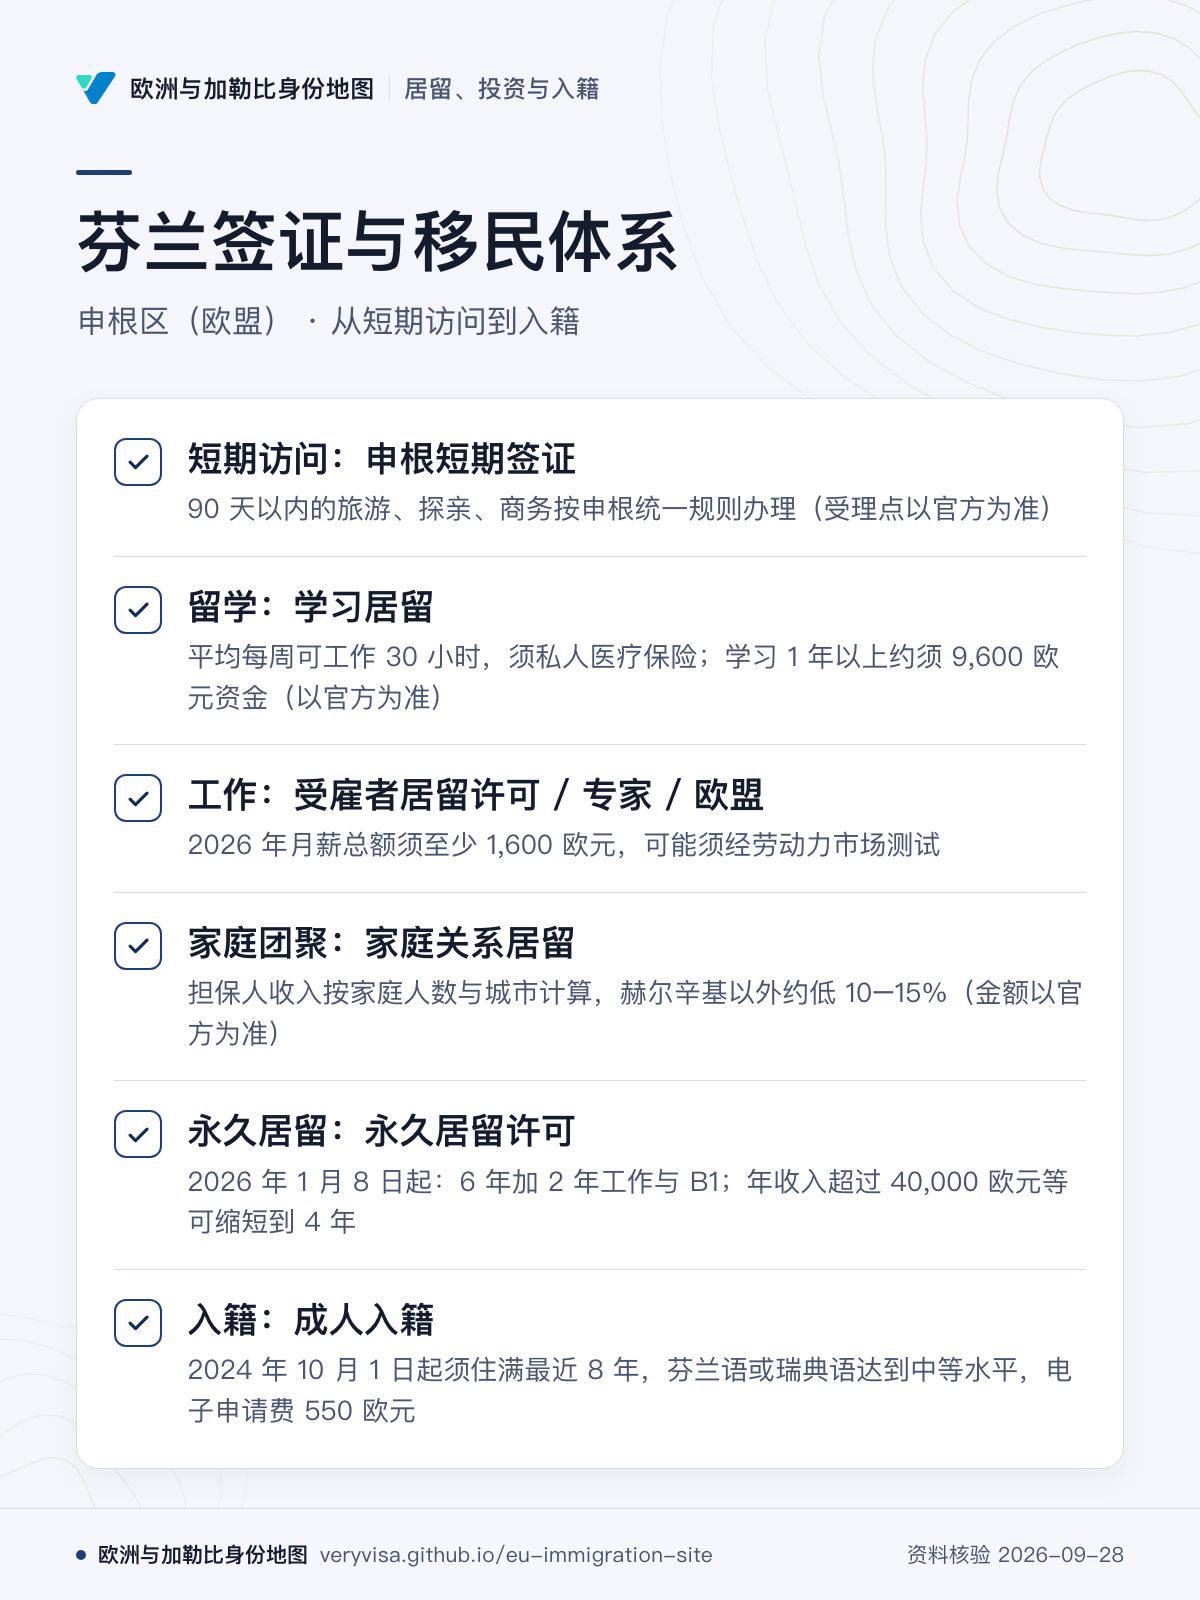 欧洲与加勒比身份地图 居留、投资与入籍
芬兰签证与移民体系
申根区（欧盟） · 从短期访问到入籍
短期访问：申根短期签证
90 天以内的旅游、探亲、商务按申根统一规则办理（受理点以官方为准）
留学：学习居留
平均每周可工作 30 小时，须私人医疗保险；学习 1 年以上约须 9,600 欧
元资金（以官方为准）
工作：受雇者居留许可 / 专家 / 欧盟
2026 年月薪总额须至少 1,600 欧元，可能须经劳动力市场测试
家庭团聚：家庭关系居留
担保人收入按家庭人数与城市计算，赫尔辛基以外约低 10–15%（金额以官
方为准）
永久居留：永久居留许可
2026 年 1 月 8 日起：6 年加 2 年工作与 B1；年收入超过 40,000 欧元等
可缩短到 4 年
入籍：成人入籍
2024 年 10 月 1 日起须住满最近 8 年，芬兰语或瑞典语达到中等水平，电
子申请费 550 欧元
欧洲与加勒比身份地图 veryvisa.github.io/eu-immigration-site 资料核验 2026-09-28